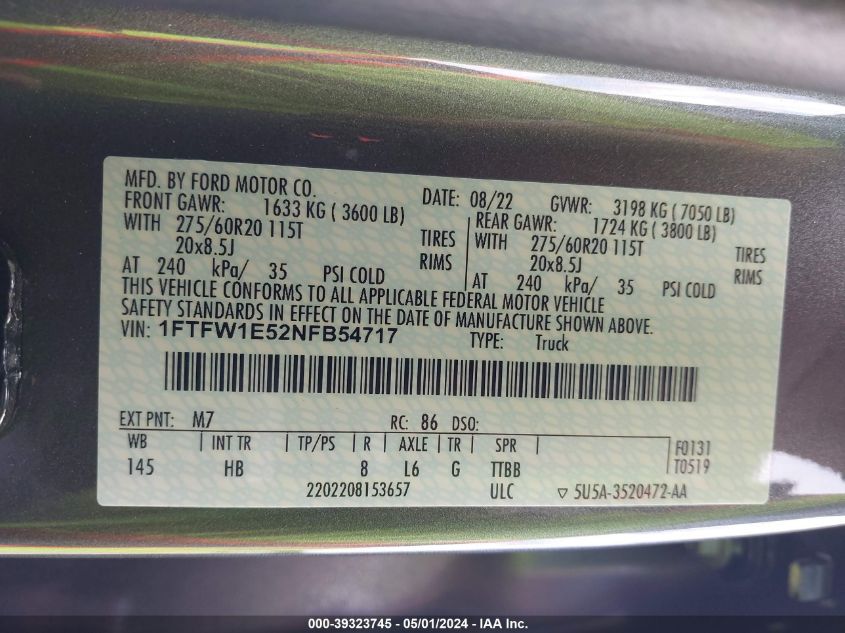 MFD. BY FORD MOTOR CO. DATE: 08/22 GVWR: 3198 KG ( 7050 LB)
FRONT GAWR: 1633 KG ( 3600 LB) REAR GAWR: 1724 KG ( 3800 LB)
WITH 275/60R20 115T TIRES WITH 275/60R20 115T TIRES
20x8.5J RIMS 20x8.5J RIMS
AT 240 kPa/ 35 PSI COLD AT 240 kPa/ 35 PSI COLD
THIS VEHICLE CONFORMS TO ALL APPLICABLE FEDERAL MOTOR VEHICLE
SAFETY STANDARDS IN EFFECT ON THE DATE OF MANUFACTURE SHOWN ABOVE.
VIN: 1FTFW1E52NFB54717 TYPE: Truck
EXT PNT: M7 RC: 86 DSO:
WB INT TR TP/PS R AXLE TR SPR F0131
145 HB 8 L6 G TTBB T0519
2202208153657 ULC ▽ 5U5A-3520472-AA
000-39323745 - 05/01/2024 - IAA Inc.